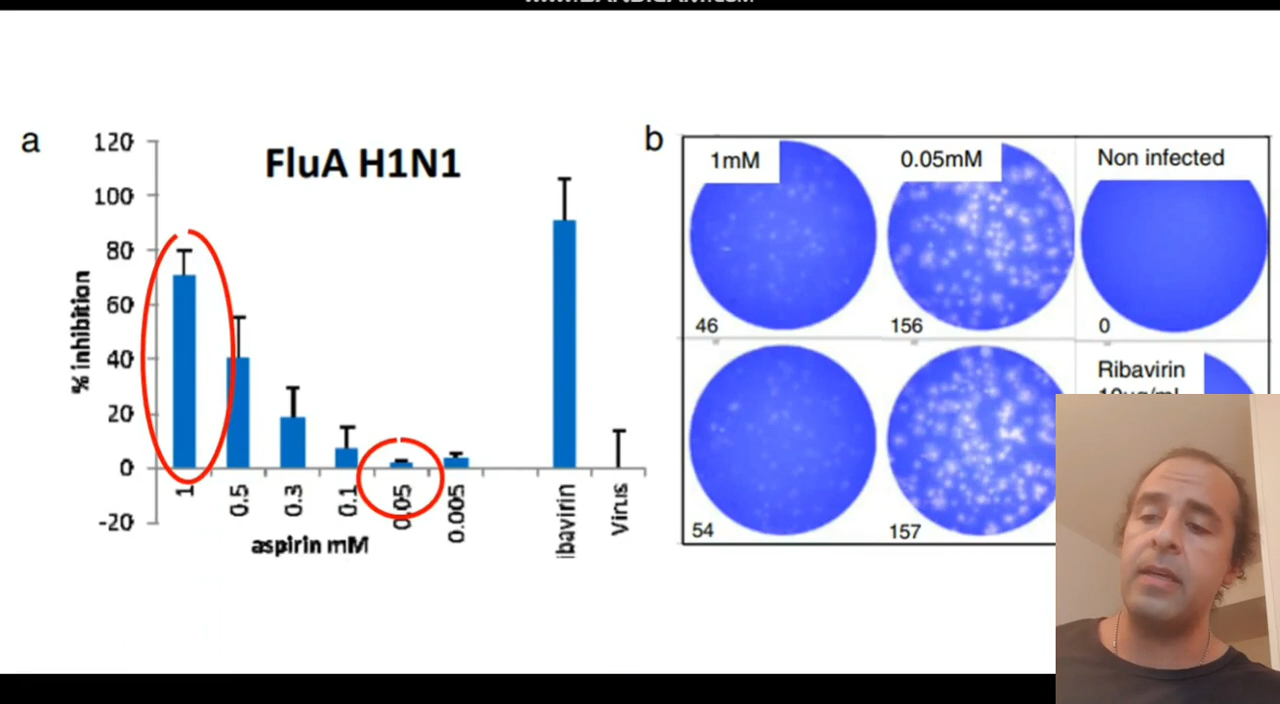 a
FluA H1N1
120
100
80
60
40
20
0
-20
% inhibition
1
0.5
0.3
0.1
0.05
0.005
ibavirin
Virus
aspirin mM
b
1mM
0.05mM
Non infected
46
156
0
Ribavirin
54
157